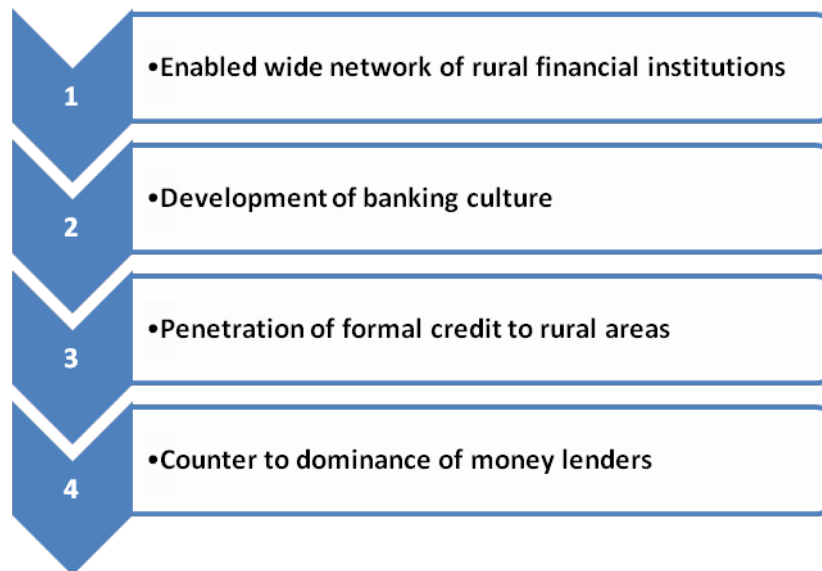 1
•Enabled wide network of rural financial institutions
2
•Development of banking culture
3
•Penetration of formal credit to rural areas
4
•Counter to dominance of money lenders